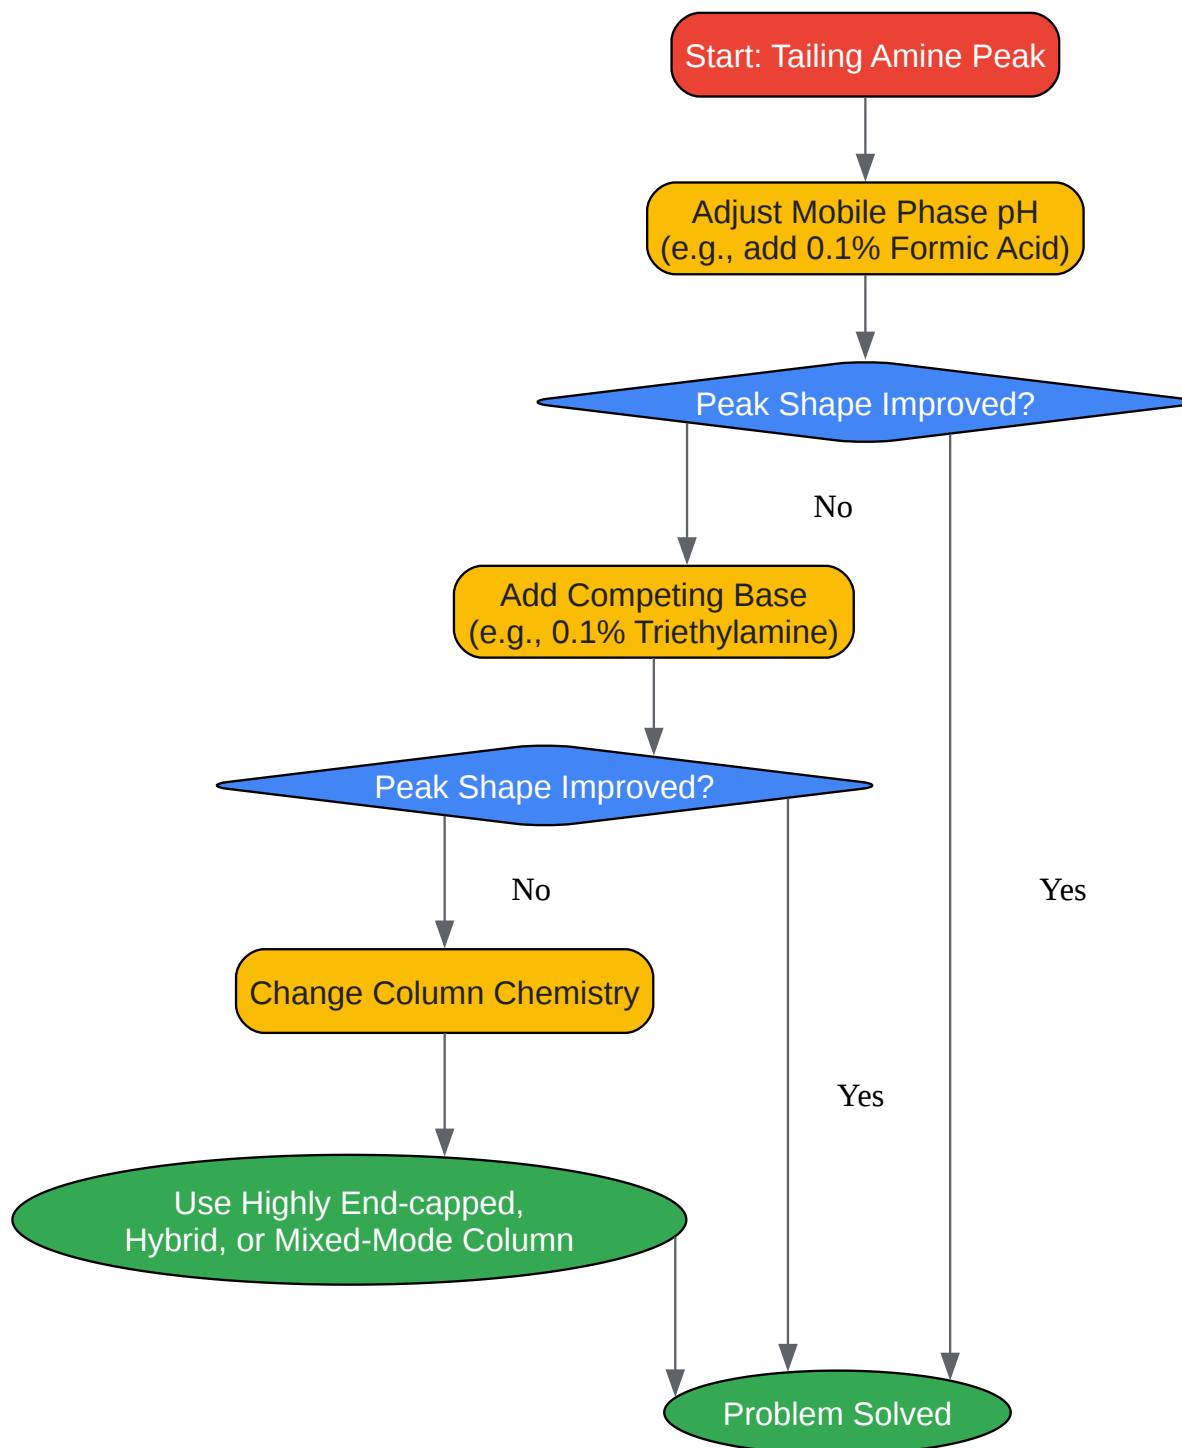 Start: Tailing Amine Peak
Adjust Mobile Phase pH
(e.g., add 0.1% Formic Acid)
Peak Shape Improved?
No
Add Competing Base
(e.g., 0.1% Triethylamine)
Peak Shape Improved?
No
Yes
Change Column Chemistry
Yes
Use Highly End-capped,
Hybrid, or Mixed-Mode Column
Problem Solved